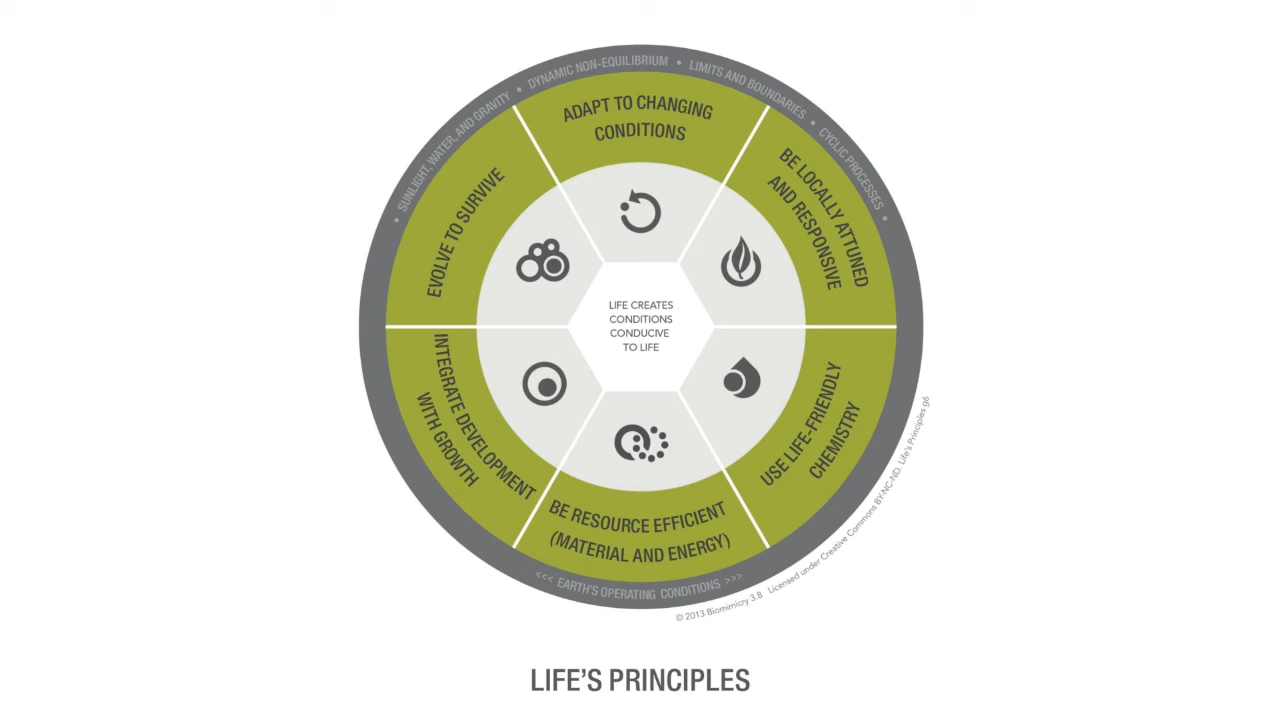 • SUNLIGHT, WATER, AND GRAVITY • DYNAMIC NON-EQUILIBRIUM • LIMITS AND BOUNDARIES • CYCLIC PROCESSES •
ADAPT TO CHANGING
CONDITIONS
BE LOCALLY ATTUNED
AND RESPONSIVE
USE LIFE-FRIENDLY
CHEMISTRY
BE RESOURCE EFFICIENT
(MATERIAL AND ENERGY)
INTEGRATE DEVELOPMENT
WITH GROWTH
EVOLVE TO SURVIVE
LIFE CREATES
CONDITIONS
CONDUCIVE
TO LIFE
<<< EARTH'S OPERATING CONDITIONS >>>
© 2013 Biomimicry 3.8 Licensed under Creative Commons BY-NC-ND. Life's Principles g6
LIFE'S PRINCIPLES